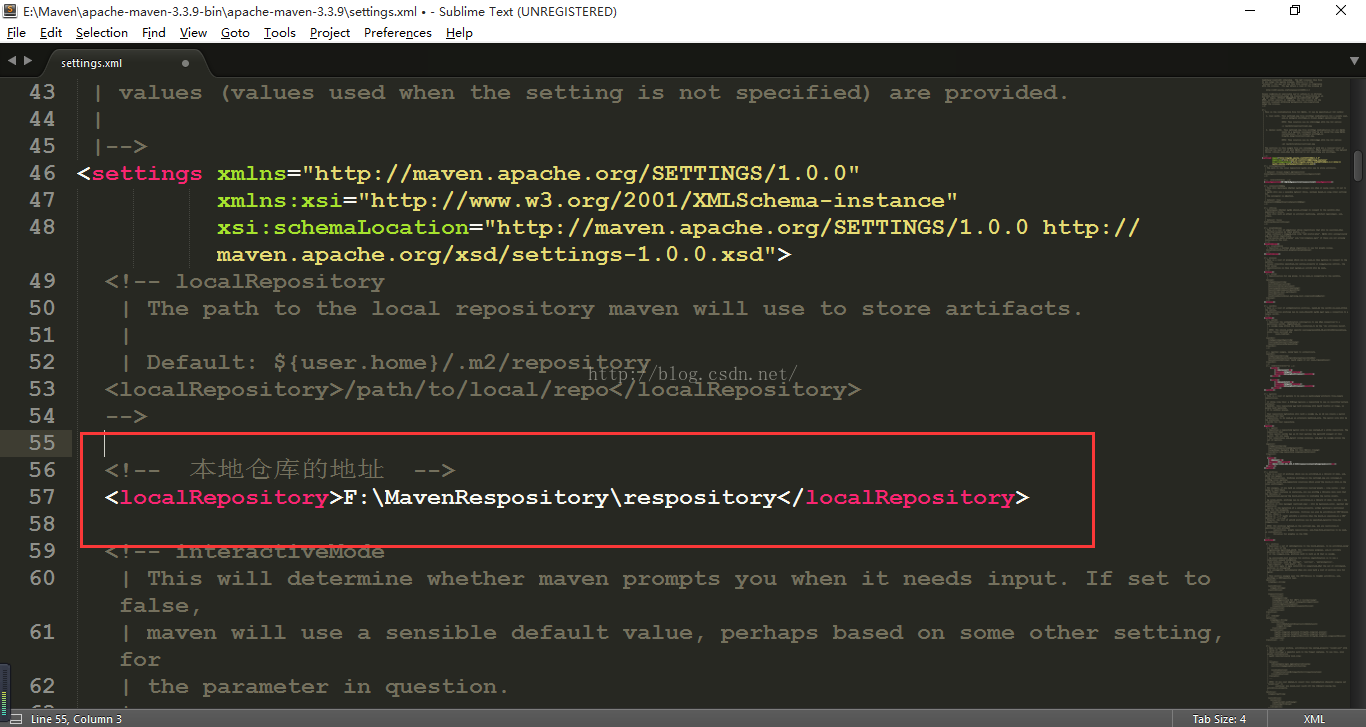 E:\Maven\apache-maven-3.3.9-bin\apache-maven-3.3.9\settings.xml • - Sublime Text (UNREGISTERED)
File Edit Selection Find View Goto Tools Project Preferences Help
settings.xml
43 | values (values used when the setting is not specified) are provided.
44 |
45 |-->
46 <settings xmlns="http://maven.apache.org/SETTINGS/1.0.0"
47 xmlns:xsi="http://www.w3.org/2001/XMLSchema-instance"
48 xsi:schemaLocation="http://maven.apache.org/SETTINGS/1.0.0 http://
maven.apache.org/xsd/settings-1.0.0.xsd">
49 <!-- localRepository
50 | The path to the local repository maven will use to store artifacts.
51 |
52 | Default: ${user.home}/.m2/repository
http://blog.csdn.net/
53 <localRepository>/path/to/local/repo</localRepository>
54 -->
55
56 <!-- 本地仓库的地址 -->
57 <localRepository>F:\MavenRespository\respository</localRepository>
58
59 <!-- interactiveMode
60 | This will determine whether maven prompts you when it needs input. If set to
false,
61 | maven will use a sensible default value, perhaps based on some other setting,
for
62 | the parameter in question.
Line 55, Column 3 Tab Size: 4 XML